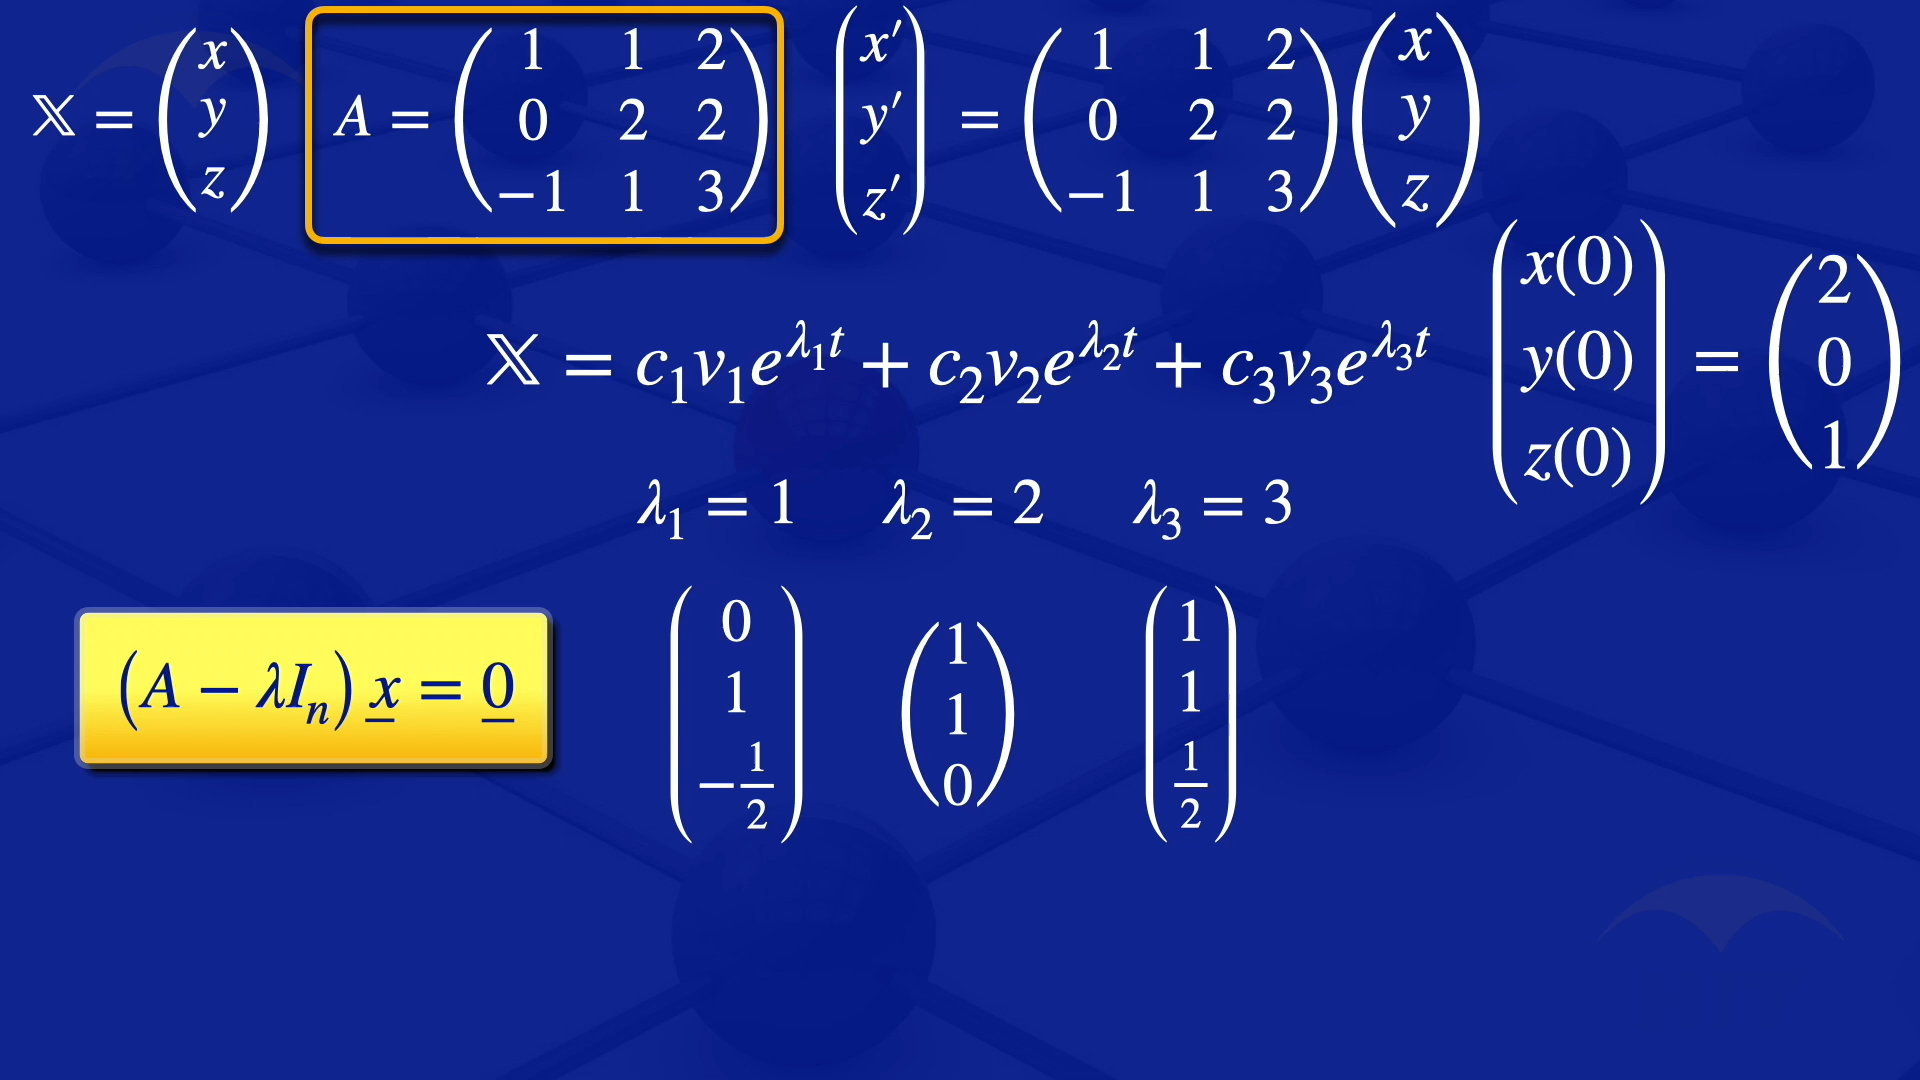 𝕏 = (x y z) A = (1 1 2 0 2 2 −1 1 3) (x′ y′ z′) = (1 1 2 0 2 2 −1 1 3) (x y z)
𝕏 = c₁v₁e^{λ₁t} + c₂v₂e^{λ₂t} + c₃v₃e^{λ₃t} (x(0) y(0) z(0)) = (2 0 1)
λ₁ = 1 λ₂ = 2 λ₃ = 3
(A − λIₙ) x = 0 (0 1 −1/2) (1 1 0) (1 1 1/2)